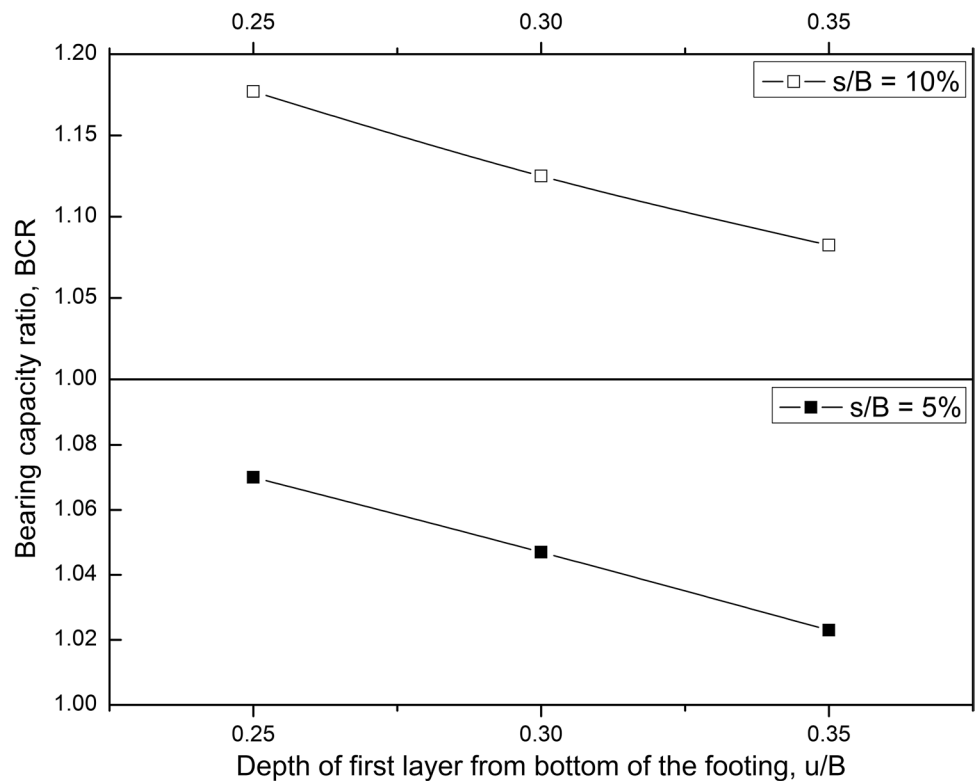 0.25 0.30 0.35
1.20
s/B = 10%
1.15
1.10
1.05
1.00
Bearing capacity ratio, BCR
s/B = 5%
1.08
1.06
1.04
1.02
1.00
0.25 0.30 0.35
Depth of first layer from bottom of the footing, u/B